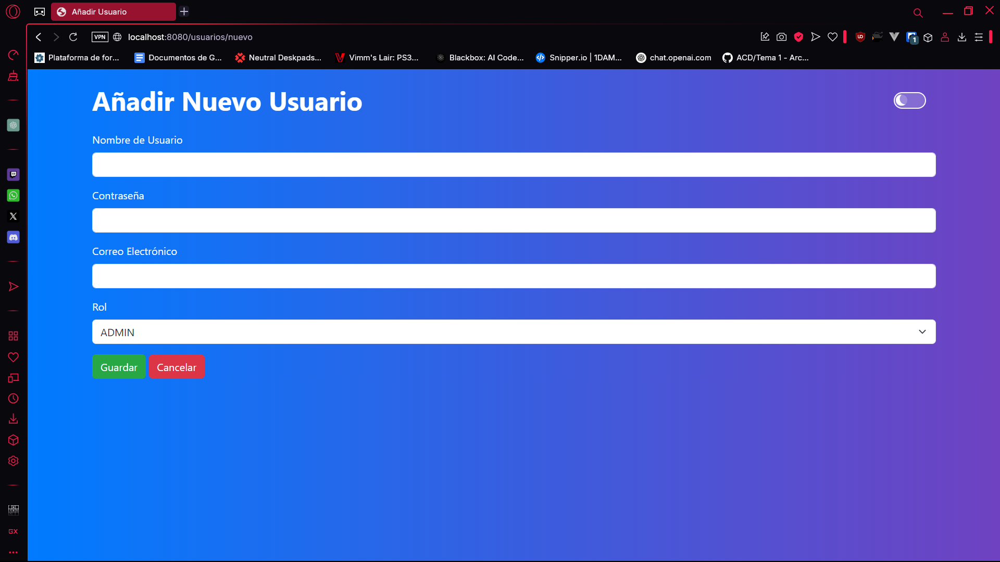 Añadir Usuario
VPN
localhost:8080/usuarios/nuevo
1
Plataforma de for...
Documentos de G...
Neutral Deskpads...
Vimm's Lair: PS3...
Blackbox: AI Code...
Snipper.io | 1DAM...
chat.openai.com
ACD/Tema 1 - Arc...
Añadir Nuevo Usuario
Nombre de Usuario
Contraseña
Correo Electrónico
Rol
ADMIN
Guardar
Cancelar
GX